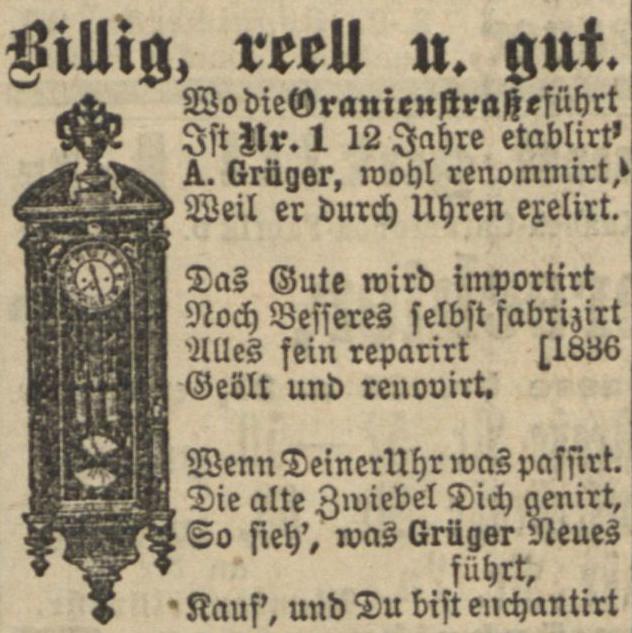 Billig, reell u. gut.
Wo die Oranienstraße führt
Ist Nr. 1 12 Jahre etablirt'
A. Grüger, wohl renommirt,
Weil er durch Uhren exelirt.
Das Gute wird importirt
Noch Besseres selbst fabrizirt
Alles fein reparirt [1836
Geölt und renovirt.
Wenn Deiner Uhr was passirt.
Die alte Zwiebel Dich genirt,
So sieh', was Grüger Neues
führt,
Kauf', und Du bist enchantirt